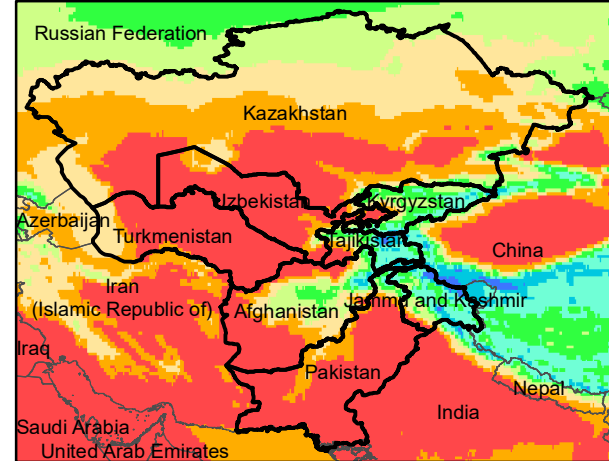 Russian Federation
Kazakhstan
Izbekistan
Kyrgyzstan
Azerbaijan
Turkmenistan
Tajikistan
China
Iran
(Islamic Republic of)
Afghanistan
Jammu and Kashmir
Iraq
Pakistan
Nepal
India
Saudi Arabia
United Arab Emirates